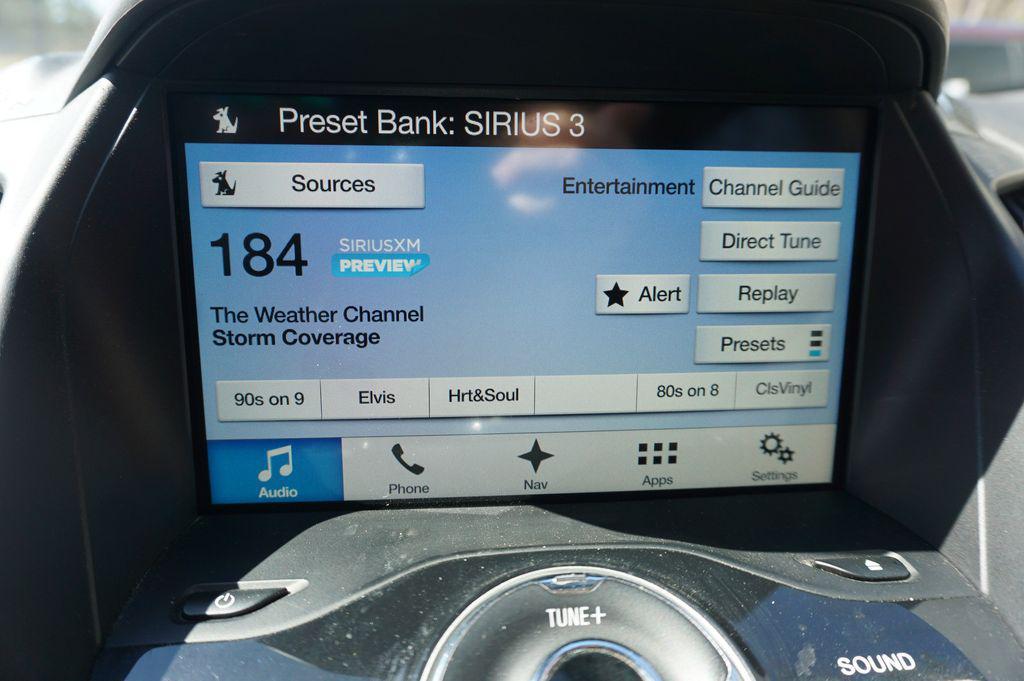 Preset Bank: SIRIUS 3
Sources
Entertainment
Channel Guide
184
SIRIUSXM
PREVIEW
Direct Tune
Alert
Replay
The Weather Channel
Storm Coverage
Presets
90s on 9
Elvis
Hrt&Soul
80s on 8
ClsVinyl
Audio
Phone
Nav
Apps
Settings
TUNE+
SOUND